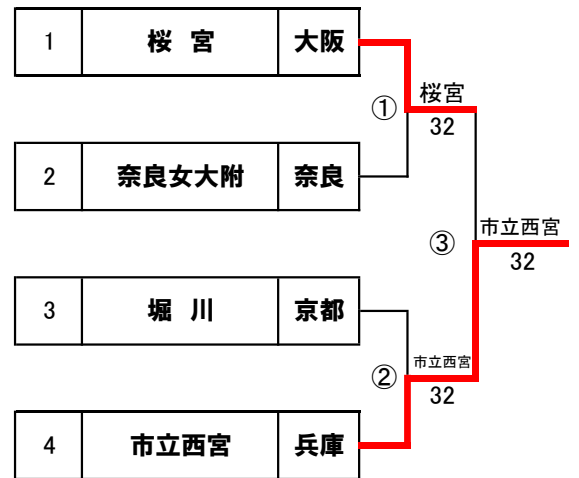 1 桜 宮 大阪
① 桜宮
32
2 奈良女大附 奈良
③ 市立西宮
32
3 堀 川 京都
② 市立西宮
32
4 市立西宮 兵庫